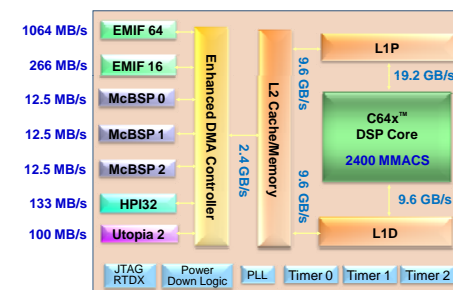 1064 MB/s
EMIF 64
266 MB/s
EMIF 16
12.5 MB/s
McBSP 0
12.5 MB/s
McBSP 1
12.5 MB/s
McBSP 2
133 MB/s
HPI32
100 MB/s
Utopia 2
Enhanced DMA Controller
2.4 GB/s
L2 Cache/Memory
9.6 GB/s
9.6 GB/s
L1P
19.2 GB/s
C64x™
DSP Core
2400 MMACS
9.6 GB/s
L1D
JTAG
RTDX
Power
Down Logic
PLL
Timer 0
Timer 1
Timer 2